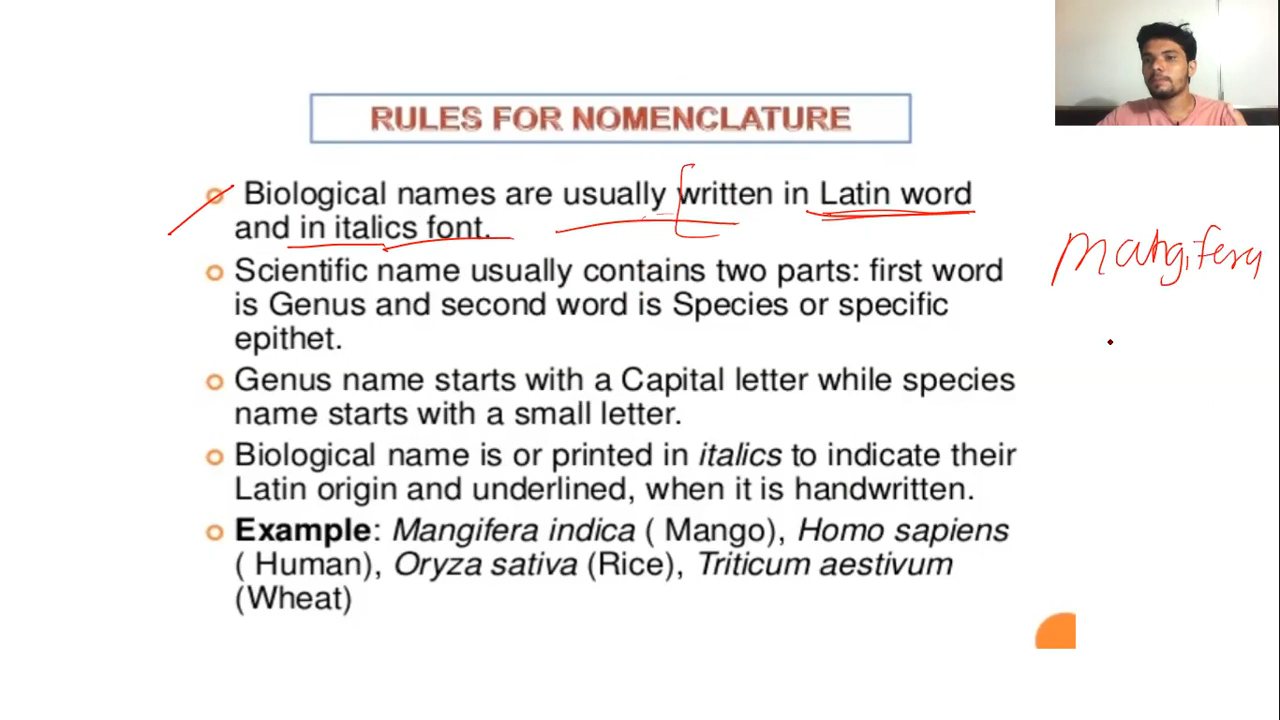 RULES FOR NOMENCLATURE
Biological names are usually written in Latin word
and in italics font.
Mangifera
Scientific name usually contains two parts: first word
is Genus and second word is Species or specific
epithet.
Genus name starts with a Capital letter while species
name starts with a small letter.
Biological name is or printed in italics to indicate their
Latin origin and underlined, when it is handwritten.
Example: Mangifera indica ( Mango), Homo sapiens
( Human), Oryza sativa (Rice), Triticum aestivum
(Wheat)